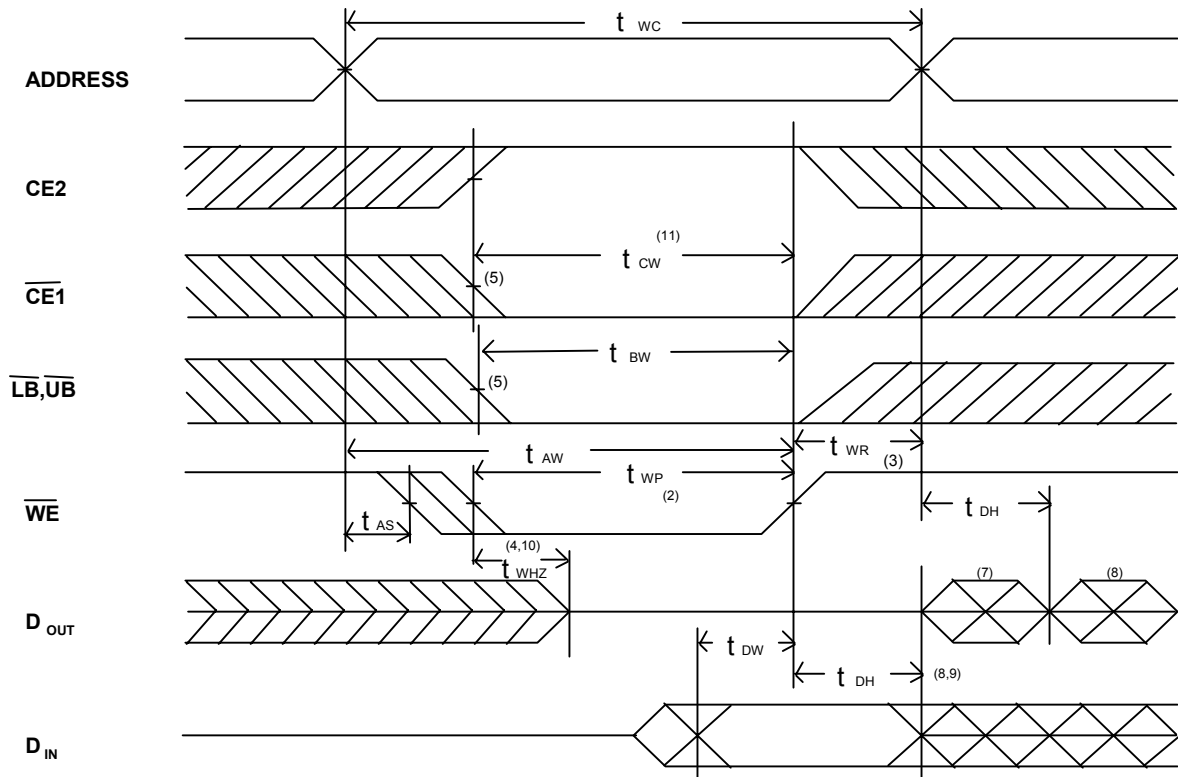 t WC
ADDRESS
CE2
(11)
t CW
CE1
(5)
t BW
LB,UB
(5)
t AW
t WR
t WP
(3)
(2)
WE
t AS
t DH
(4,10)
t WHZ
(7)
(8)
D OUT
t DW
t DH
(8,9)
D IN